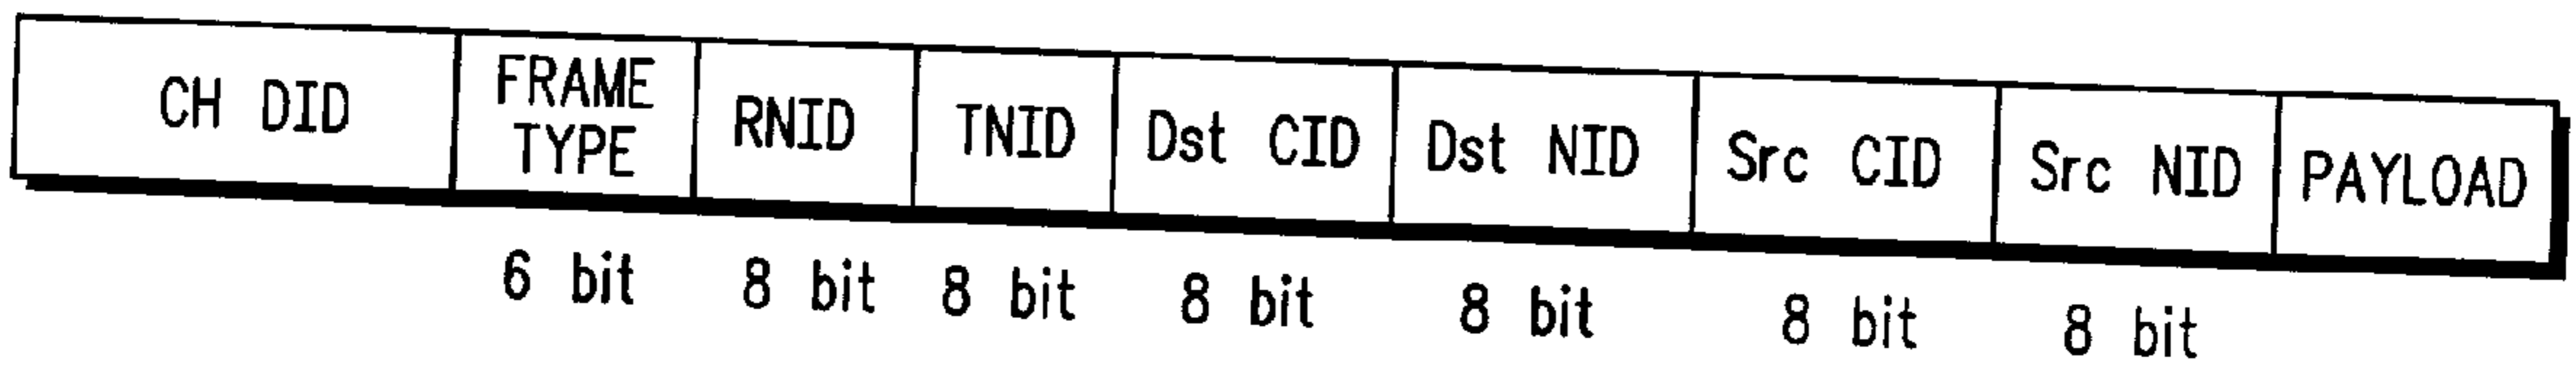 CH DID FRAME TYPE RNID TNID Dst CID Dst NID Src CID Src NID PAYLOAD
6 bit 8 bit 8 bit 8 bit 8 bit 8 bit 8 bit